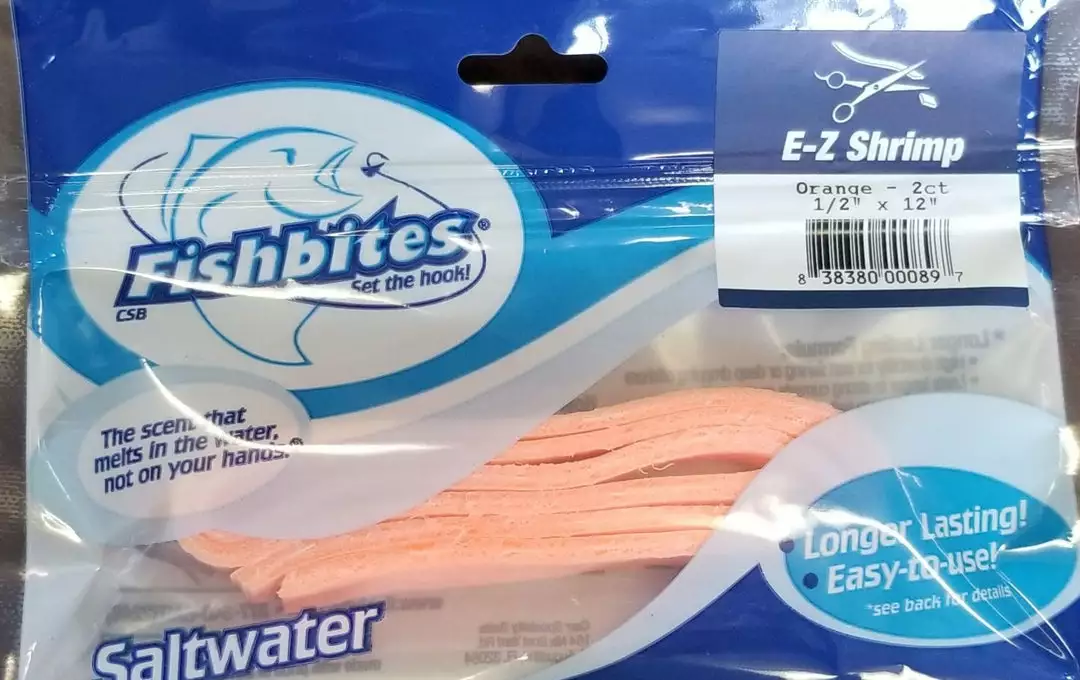 Fishbites®
Set the hook!
CSB
E-Z Shrimp
Orange - 2ct
1/2" x 12"
8 38380 00089 7
The scent that
melts in the water,
not on your hands.®
• Longer Lasting!
• Easy-to-use!
*see back for details
Saltwater